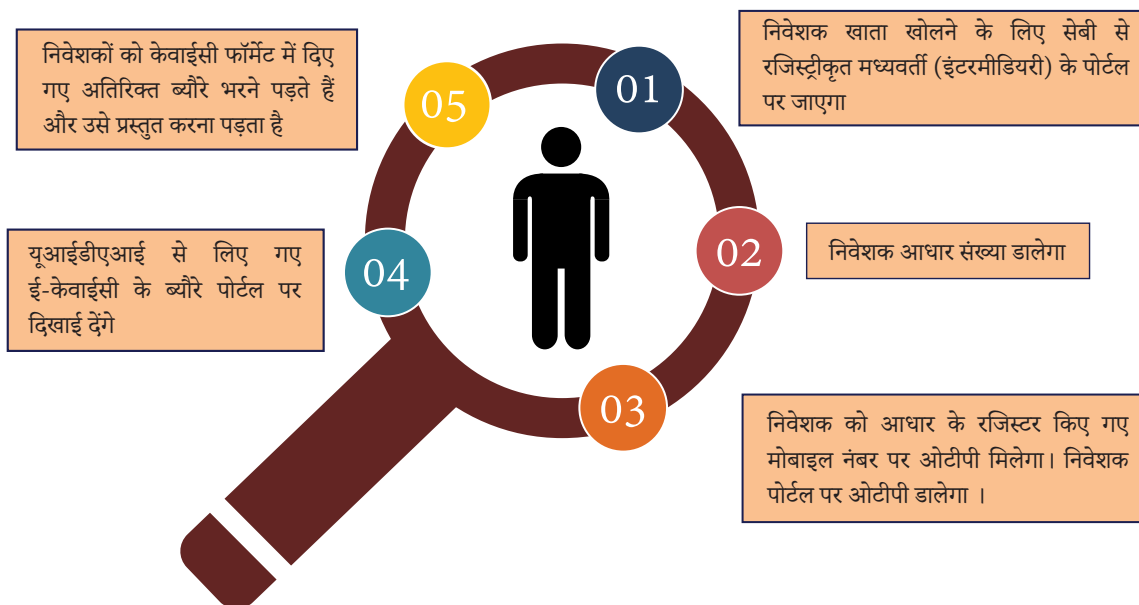 01
निवेशक खाता खोलने के लिए सेबी से
रजिस्ट्रीकृत मध्यवर्ती (इंटरमीडियरी) के पोर्टल
पर जाएगा
02
निवेशक आधार संख्या डालेगा
03
निवेशक को आधार के रजिस्टर किए गए
मोबाइल नंबर पर ओटीपी मिलेगा। निवेशक
पोर्टल पर ओटीपी डालेगा ।
04
यूआईडीएआई से लिए गए
ई-केवाईसी के ब्यौरे पोर्टल पर
दिखाई देंगे
05
निवेशकों को केवाईसी फॉर्मेट में दिए
गए अतिरिक्त ब्यौरे भरने पड़ते हैं
और उसे प्रस्तुत करना पड़ता है